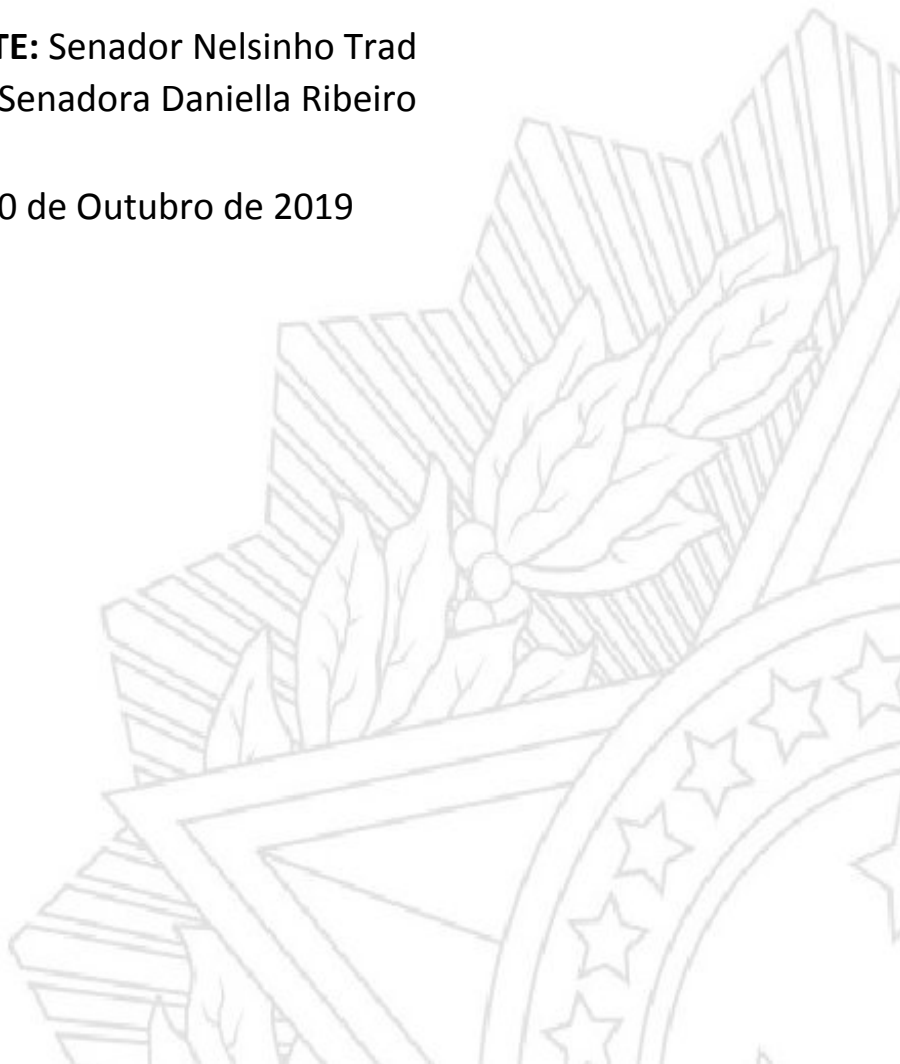 TE: Senador Nelsinho Trad
Senadora Daniella Ribeiro
0 de Outubro de 2019